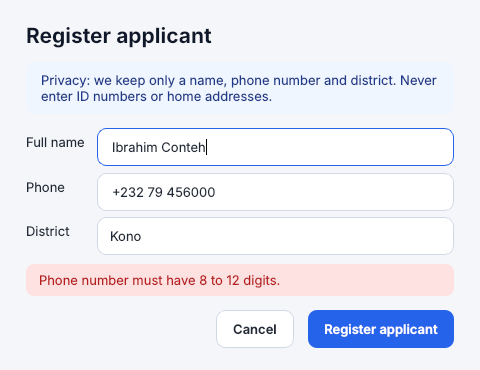 Register applicant
Privacy: we keep only a name, phone number and district. Never
enter ID numbers or home addresses.
Full name
Ibrahim Conteh
Phone
+232 79 456000
District
Kono
Phone number must have 8 to 12 digits.
Cancel
Register applicant